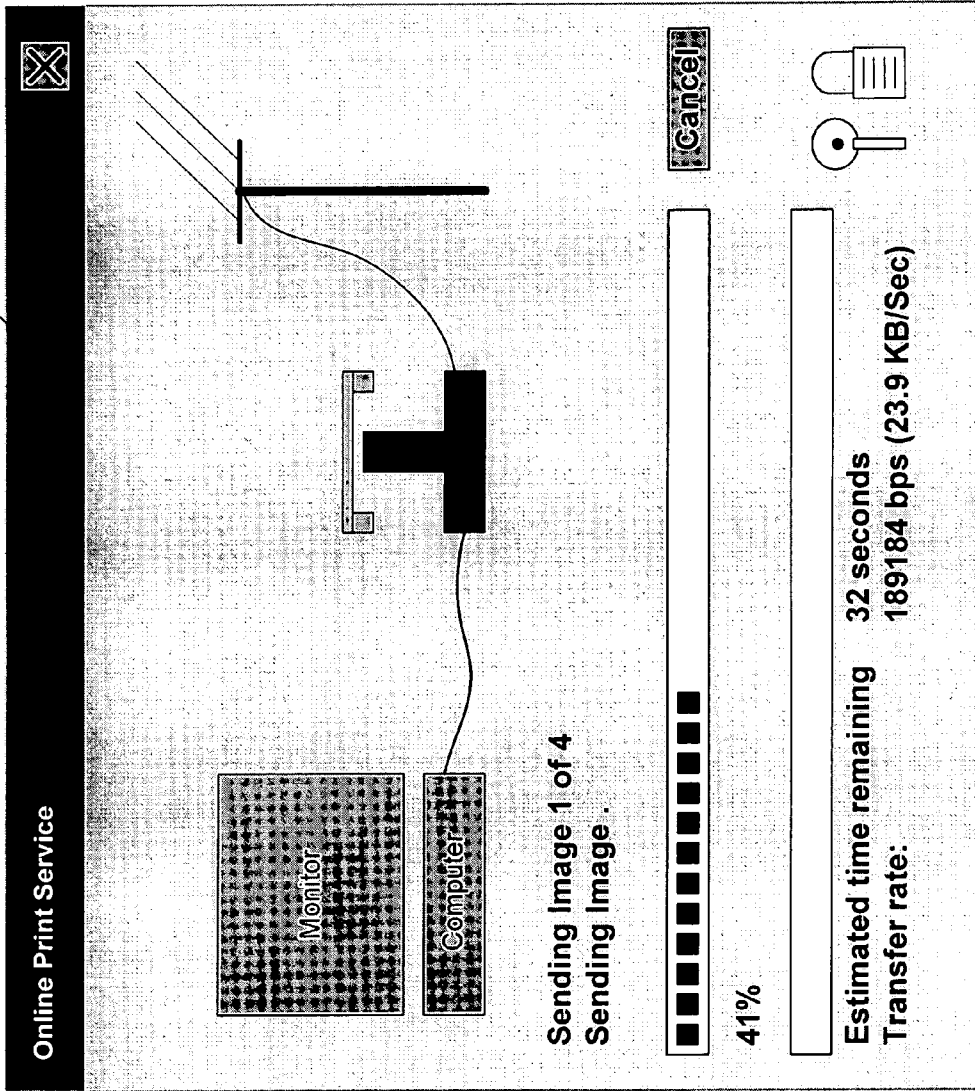 Online Print Service
Monitor
Computer
Sending Image 1 of 4
Sending Image .
Cancel
41%
Estimated time remaining 32 seconds
Transfer rate: 189184 bps (23.9 KB/Sec)